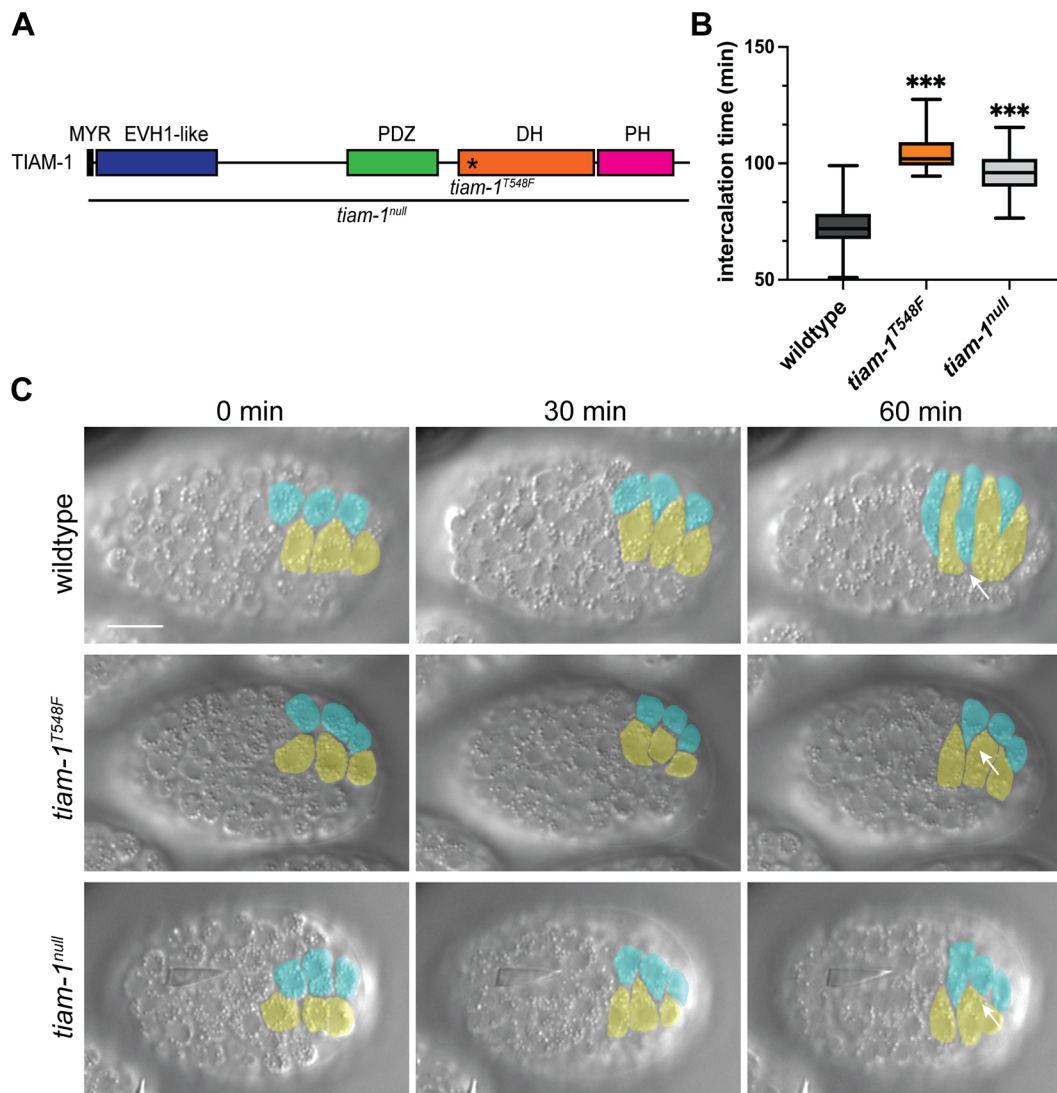 A
MYR EVH1-like PDZ DH PH
TIAM-1
*
tiam-1T548F
tiam-1null
B
intercalation time (min)
150
100
50
***
***
wildtype
tiam-1T548F
tiam-1null
C
0 min 30 min 60 min
wildtype
tiam-1T548F
tiam-1null